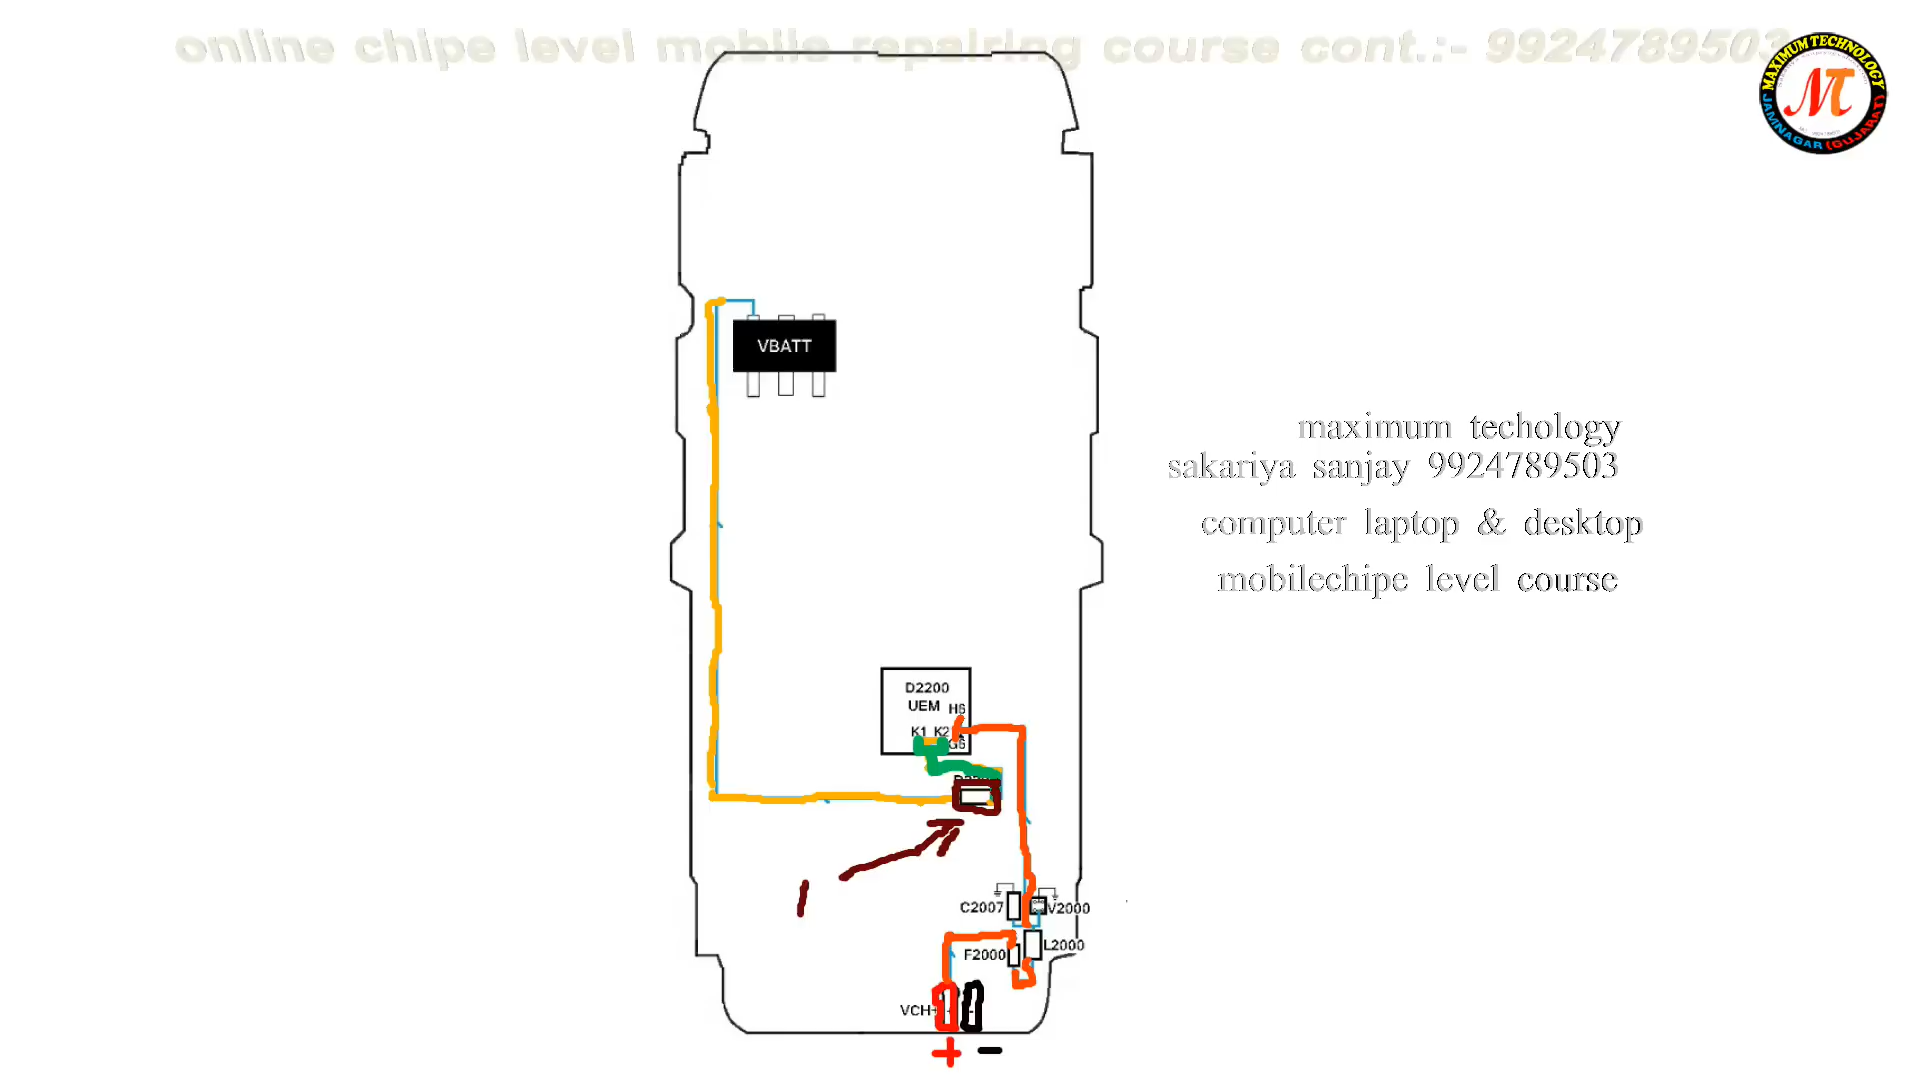 online chipe level mobile repairing course cont.:- 9924789503
MAXIMUM TECHNOLOGY
MT
JAMNAGAR (GUJARAT)
VBATT
maximum techology
sakariya sanjay 9924789503
computer laptop & desktop
mobilechipe level course
D2200
UEM H6
K1 K2
G6
C2007
V2000
F2000
L2000
VCH+
+ -